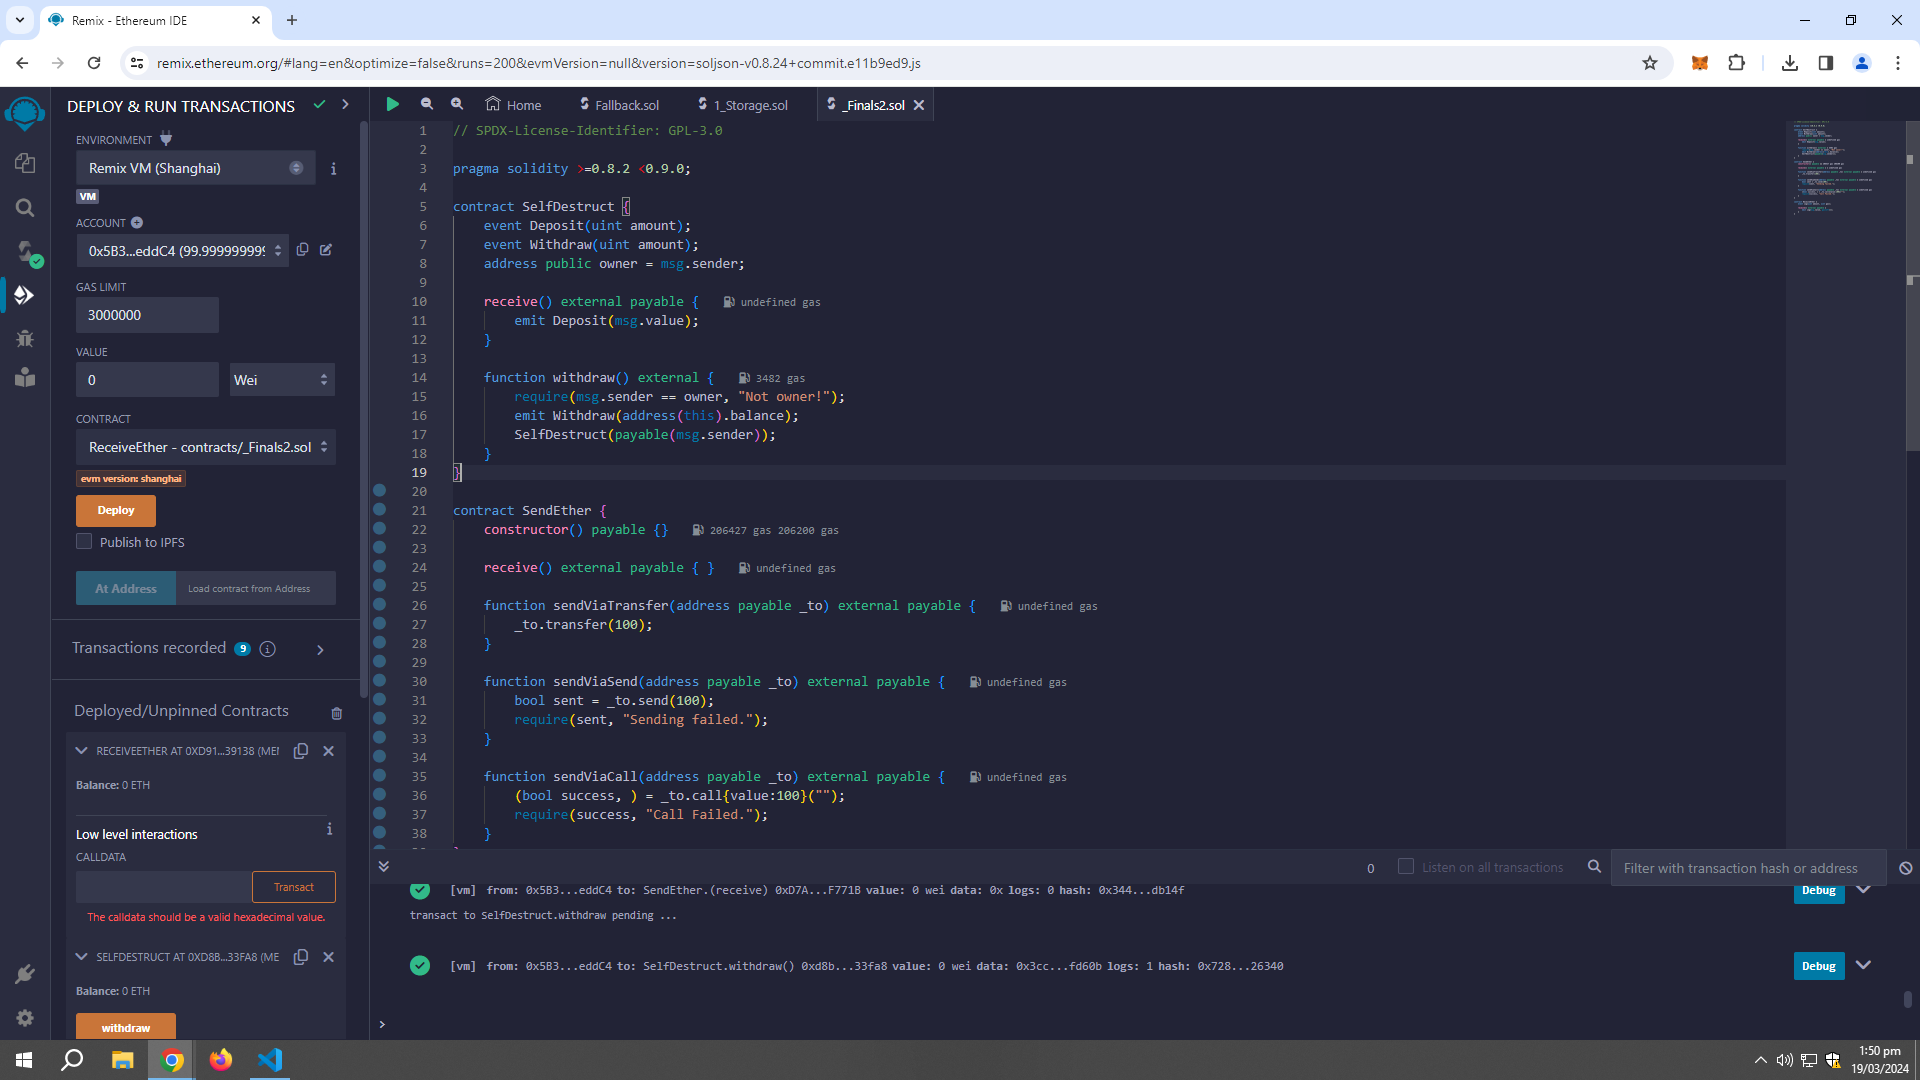 Remix - Ethereum IDE
remix.ethereum.org/#lang=en&optimize=false&runs=200&evmVersion=null&version=soljson-v0.8.24+commit.e11b9ed9.js
DEPLOY & RUN TRANSACTIONS
ENVIRONMENT
Remix VM (Shanghai)
VM
ACCOUNT
0x5B3...eddC4 (99.9999999999
GAS LIMIT
3000000
VALUE
0
Wei
CONTRACT
ReceiveEther - contracts/_Finals2.sol
evm version: shanghai
Deploy
Publish to IPFS
At Address
Load contract from Address
Transactions recorded 9 i
Deployed/Unpinned Contracts
RECEIVEETHER AT 0XD91...39138 (MEM
Balance: 0 ETH
Low level interactions
CALLDATA
Transact
The calldata should be a valid hexadecimal value.
SELFDESTRUCT AT 0XD8B...33FA8 (ME
Balance: 0 ETH
withdraw
Home
Fallback.sol
1_Storage.sol
_Finals2.sol
1 // SPDX-License-Identifier: GPL-3.0
2
3 pragma solidity >=0.8.2 <0.9.0;
4
5 contract SelfDestruct {
6 event Deposit(uint amount);
7 event Withdraw(uint amount);
8 address public owner = msg.sender;
9
10 receive() external payable { undefined gas
11 emit Deposit(msg.value);
12 }
13
14 function withdraw() external { 3482 gas
15 require(msg.sender == owner, "Not owner!");
16 emit Withdraw(address(this).balance);
17 SelfDestruct(payable(msg.sender));
18 }
19 }
20
21 contract SendEther {
22 constructor() payable {} 206427 gas 206200 gas
23
24 receive() external payable { } undefined gas
25
26 function sendViaTransfer(address payable _to) external payable { undefined gas
27 _to.transfer(100);
28 }
29
30 function sendViaSend(address payable _to) external payable { undefined gas
31 bool sent = _to.send(100);
32 require(sent, "Sending failed.");
33 }
34
35 function sendViaCall(address payable _to) external payable { undefined gas
36 (bool success, ) = _to.call{value:100}("");
37 require(success, "Call Failed.");
38 }
0
Listen on all transactions
Filter with transaction hash or address
[vm] from: 0x5B3...eddC4 to: SendEther.(receive) 0xD7A...F771B value: 0 wei data: 0x logs: 0 hash: 0x344...db14f
Debug
transact to SelfDestruct.withdraw pending ...
[vm] from: 0x5B3...eddC4 to: SelfDestruct.withdraw() 0xd8b...33fa8 value: 0 wei data: 0x3cc...fd60b logs: 1 hash: 0x728...26340
Debug
>
1:50 pm
19/03/2024